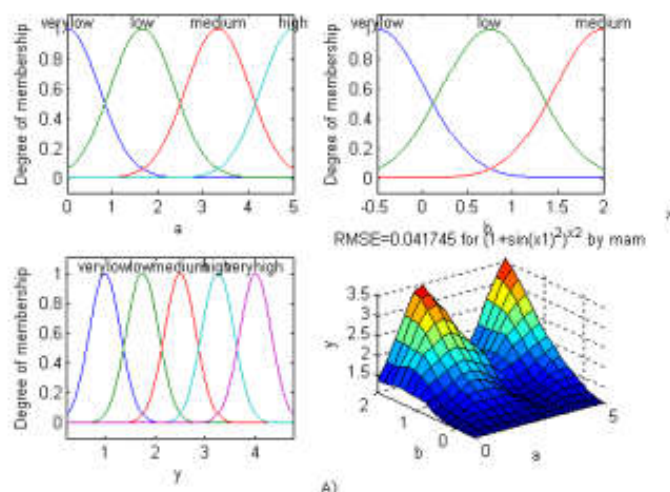 verylow low medium high
Degree of membership
1
0.8
0.6
0.4
0.2
0
0 1 2 3 4 5
a
verylow low medium
Degree of membership
1
0.8
0.6
0.4
0.2
0
-0.5 0 0.5 1 1.5 2
b
RMSE=0.041745 for (1+sin(x1)^2)^x2 by mam
verylow low medium high veryhigh
Degree of membership
1
0.8
0.6
0.4
0.2
0
1 2 3 4
y
3.5
3
2.5
2
1.5
y
2 1 0
b
0 5
a
A)